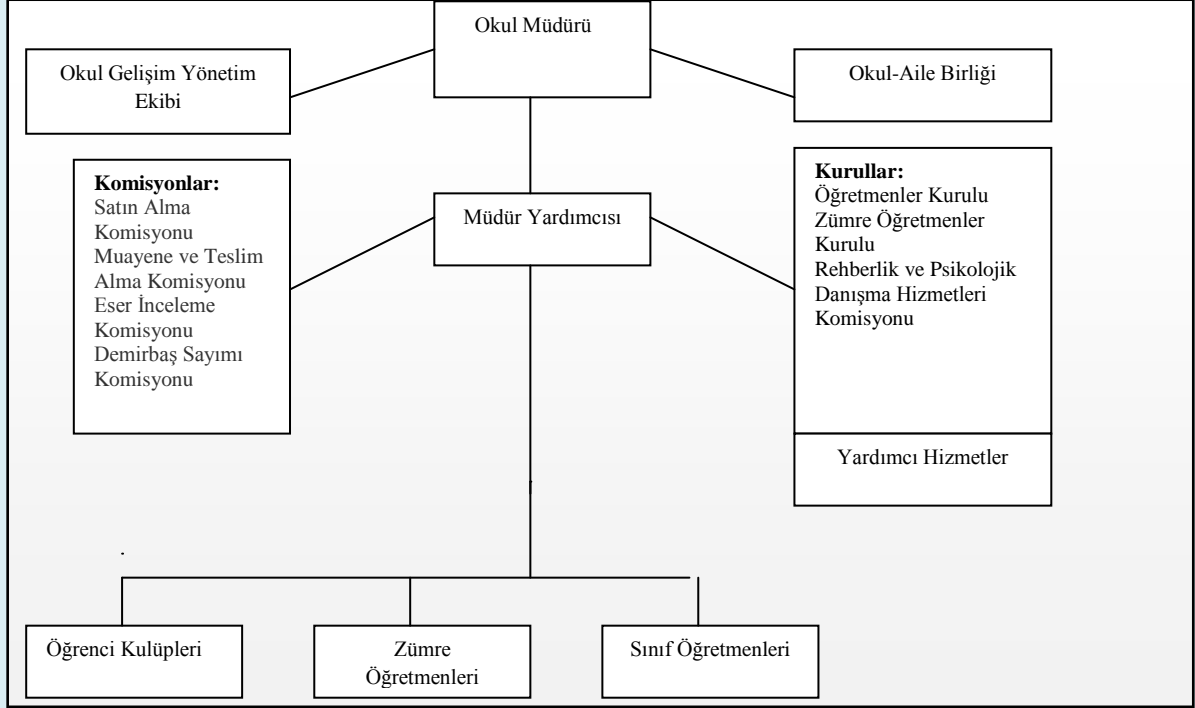 Okul Müdürü
Okul Gelişim Yönetim
Ekibi
Okul-Aile Birliği
Komisyonlar:
Satın Alma
Komisyonu
Muayene ve Teslim
Alma Komisyonu
Eser İnceleme
Komisyonu
Demirbaş Sayımı
Komisyonu
Müdür Yardımcısı
Kurullar:
Öğretmenler Kurulu
Zümre Öğretmenler
Kurulu
Rehberlik ve Psikolojik
Danışma Hizmetleri
Komisyonu
Yardımcı Hizmetler
Öğrenci Kulüpleri
Zümre
Öğretmenleri
Sınıf Öğretmenleri